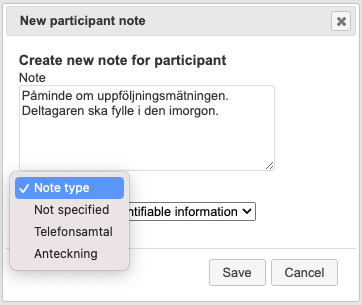 New participant note
Create new note for participant
Note
Påminde om uppföljningsmätningen.
Deltagaren ska fylle i den imorgon.
✓ Note type
Not specified
Telefonsamtal
Anteckning
information)
Save
Cancel